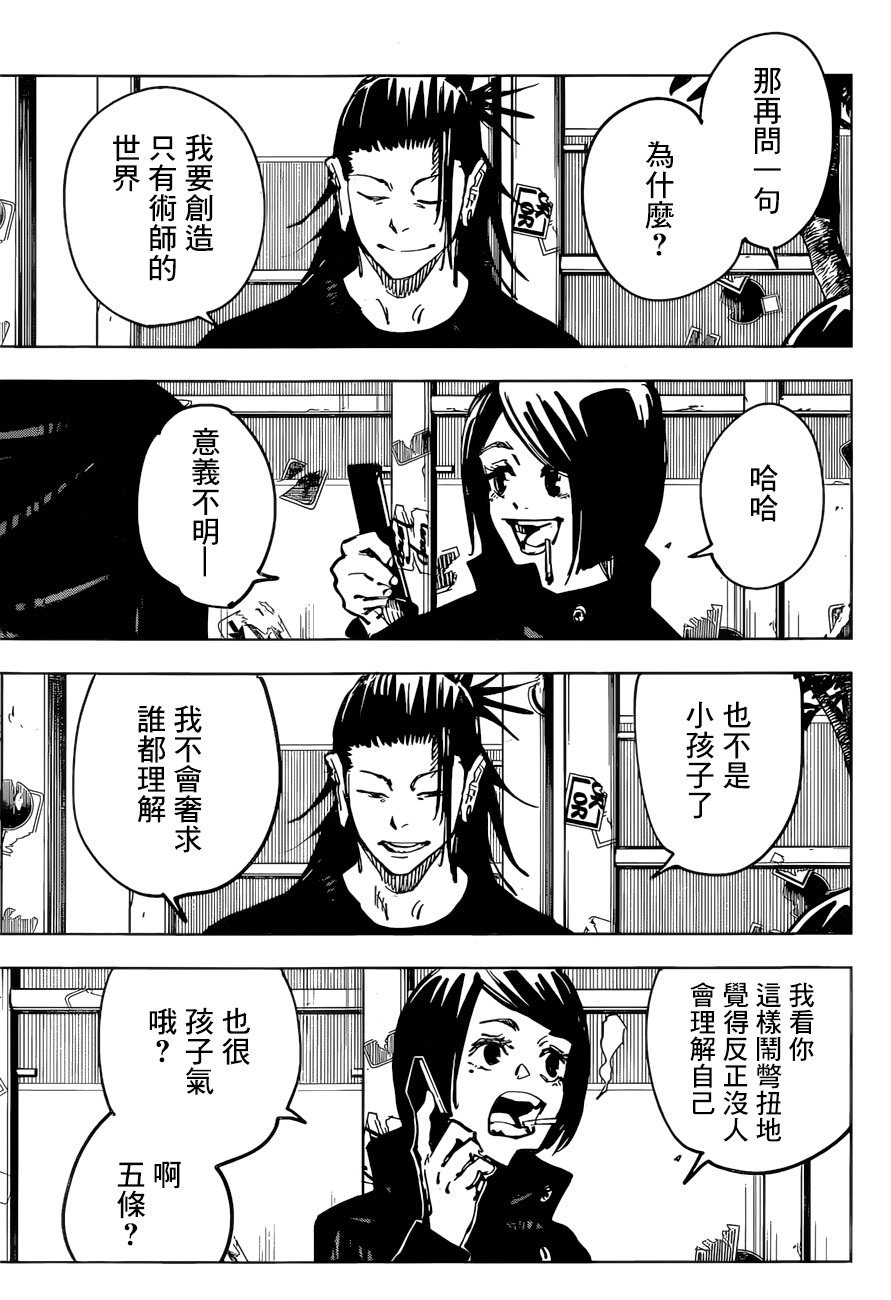 那再問一句
為什麼?
我要創造
只有術師的
世界
哈哈
意義不明—
也不是
小孩子了
我不會奢求
誰都理解
我看你
這樣鬧彆扭地
覺得反正沒人
會理解自己
也很
孩子氣
哦?
啊
五條?